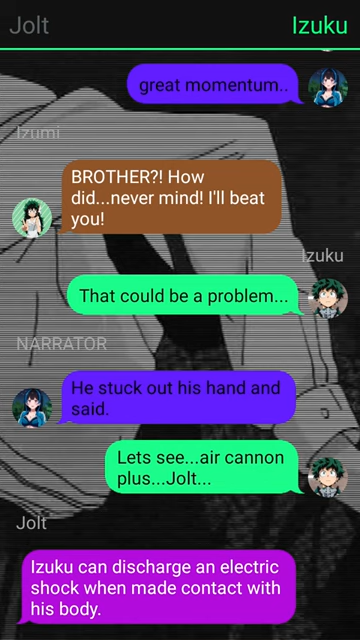 Jolt Izuku
great momentum..
Izumi
BROTHER?! How
did...never mind! I'll beat
you!
Izuku
That could be a problem...
NARRATOR
He stuck out his hand and
said.
Lets see...air cannon
plus...Jolt...
Jolt
Izuku can discharge an electric
shock when made contact with
his body.